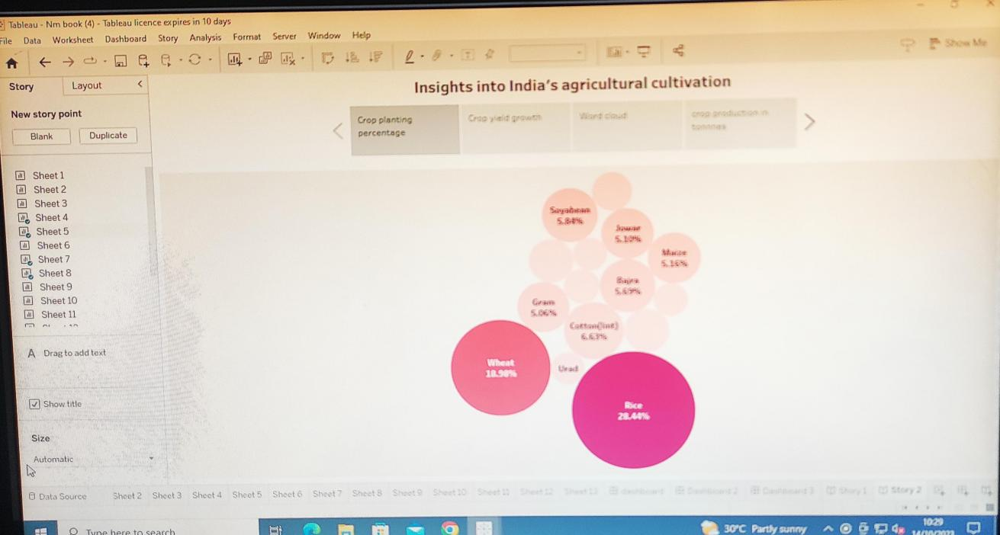 Tableau - Nm book (4) - Tableau licence expires in 10 days
File Data Worksheet Dashboard Story Analysis Format Server Window Help
Show Me
Story Layout
Insights into India's agricultural cultivation
New story point
Blank Duplicate
Crop planting
percentage
Crop yield growth
Word cloud
crop production in
tonnnes
Sheet 1
Sheet 2
Sheet 3
Sheet 4
Sheet 5
Sheet 6
Sheet 7
Sheet 8
Sheet 9
Sheet 10
Sheet 11
Soyabean
5.84%
Jowar
5.10%
Maize
5.16%
Bajra
5.69%
Gram
5.06%
Cotton(lint)
6.63%
Wheat
Urad
Rice
28.44%
A Drag to add text
Show title
Size
Automatic
Data Source Sheet 2 Sheet 3 Sheet 4 Sheet 5 Sheet 6 Sheet 7 Sheet 8 Sheet 9 Sheet 10 Sheet 11 Sheet 12 Sheet 13 dashboard Dashboard 2 Dashboard 3 Story 1 Story 2
Type here to search
30°C Partly sunny
10:29